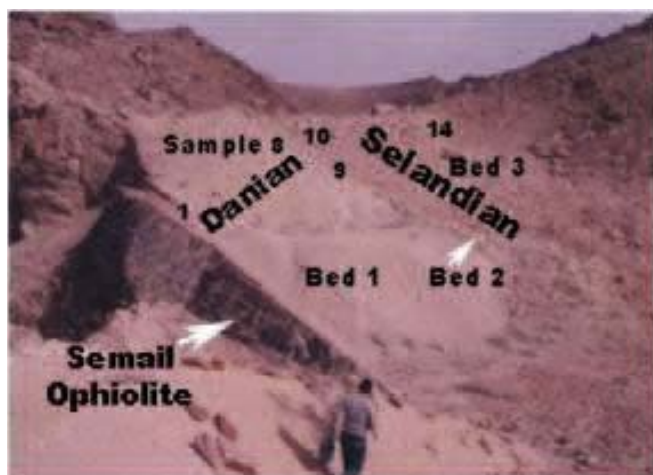 Sample 8
10
14
Selandian
Bed 3
9
Danian
1
Bed 1
Bed 2
Semail
Ophiolite